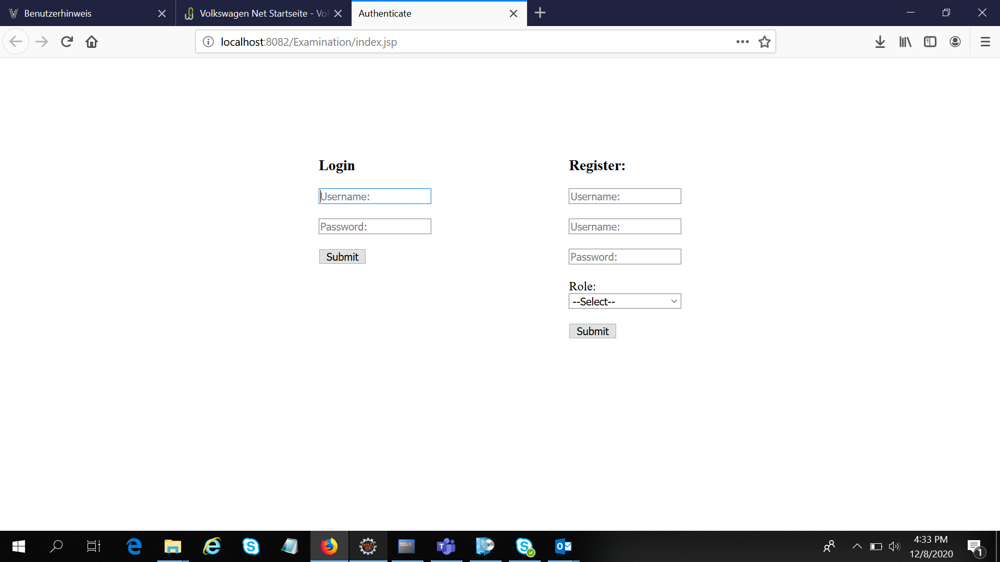 Benutzerhinweis
Volkswagen Net Startseite - Vol
Authenticate
localhost:8082/Examination/index.jsp
Login
Username:
Password:
Submit
Register:
Username:
Username:
Password:
Role:
--Select--
Submit
4:33 PM
12/8/2020
1